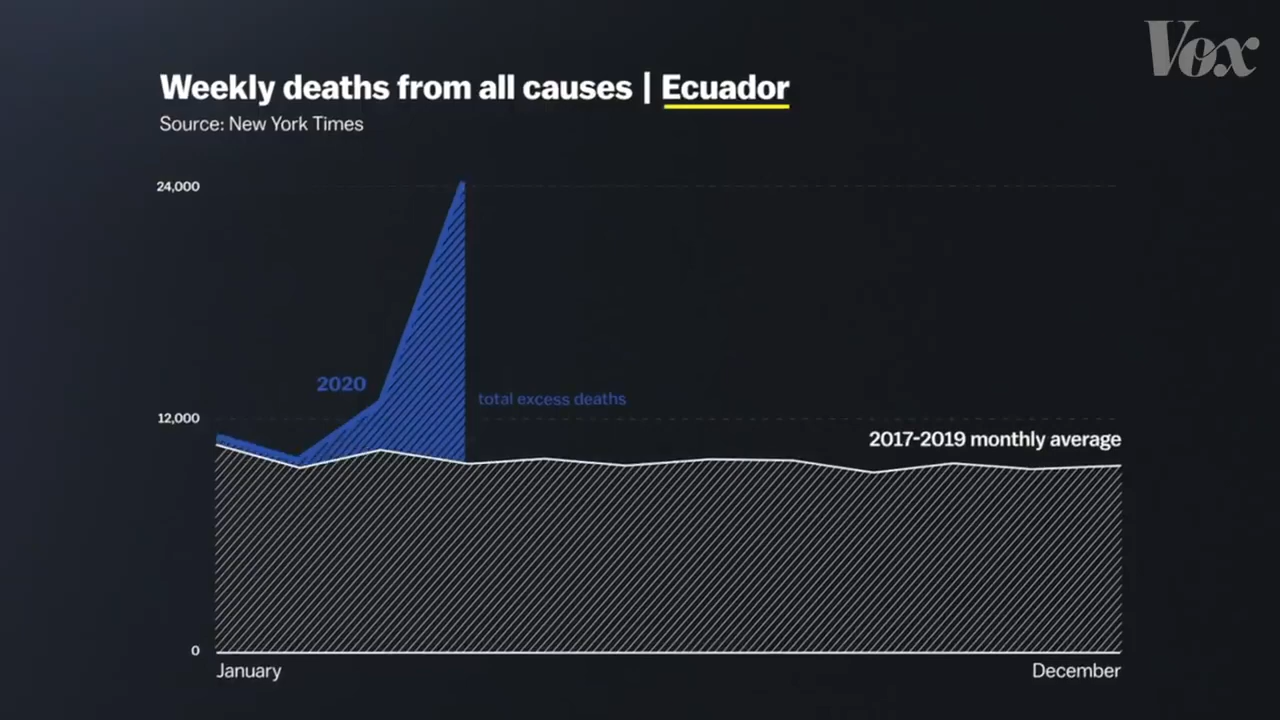 Vox
Weekly deaths from all causes | Ecuador
Source: New York Times
24,000
2020
total excess deaths
12,000
2017-2019 monthly average
0
January
December